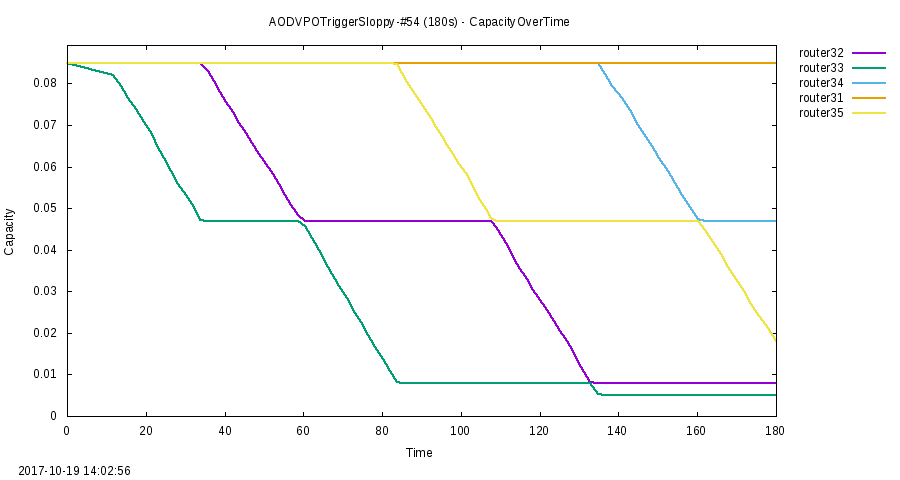 AODVPOTriggerSloppy-#54 (180s) - CapacityOverTime
router32
router33
router34
router31
router35
0.08
0.07
0.06
0.05
0.04
0.03
0.02
0.01
0
Capacity
0 20 40 60 80 100 120 140 160 180
Time
2017-10-19 14:02:56